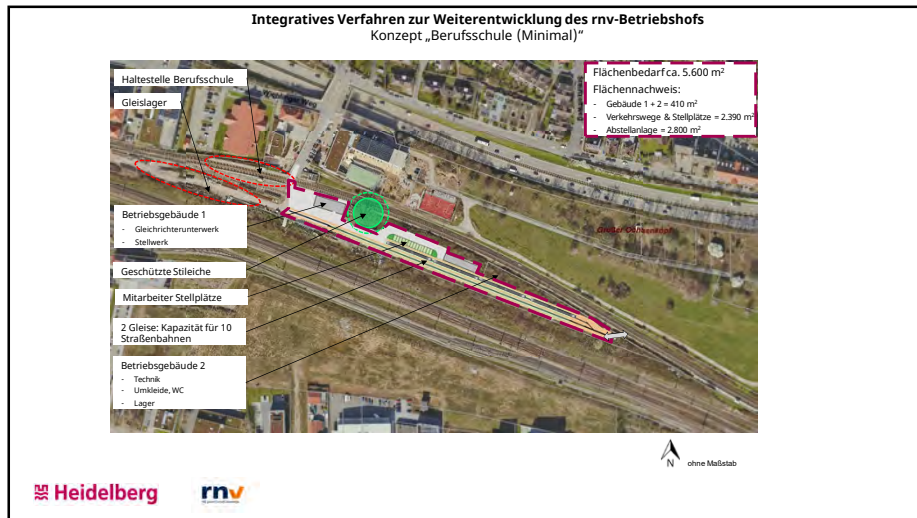 Integratives Verfahren zur Weiterentwicklung des rnv-Betriebshofs
Konzept „Berufsschule (Minimal)“
Haltestelle Berufsschule
Gleislager
Flächenbedarf ca. 5.600 m²
Flächennachweis:
- Gebäude 1 + 2 = 410 m²
- Verkehrswege & Stellplätze = 2.390 m²
- Abstellanlage = 2.800 m²
Betriebsgebäude 1
- Gleichrichterunterwerk
- Stellwerk
Geschützte Stileiche
Mitarbeiter Stellplätze
2 Gleise: Kapazität für 10
Straßenbahnen
Betriebsgebäude 2
- Technik
- Umkleide, WC
- Lager
Großer Ochsenkopf
N
ohne Maßstab
Heidelberg
rnv